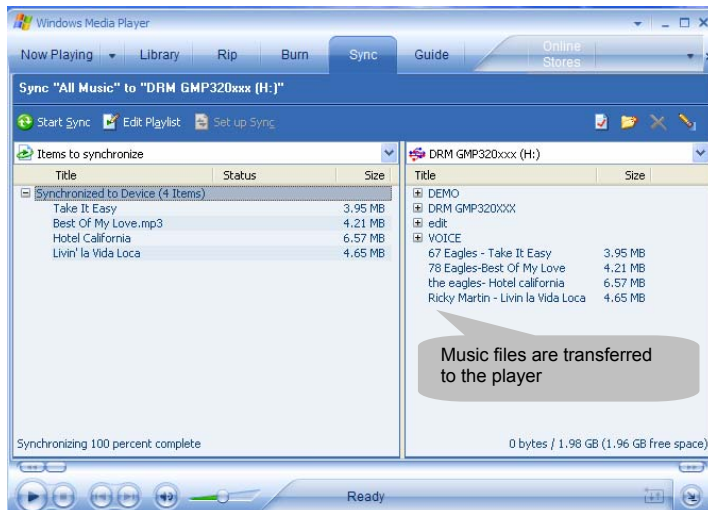 Windows Media Player
Now Playing Library Rip Burn Sync Guide Online Stores
Sync "All Music" to "DRM GMP320xxx (H:)"
Start Sync Edit Playlist Set up Sync
Items to synchronize
Title Status Size
Synchronized to Device (4 Items)
Take It Easy 3.95 MB
Best Of My Love.mp3 4.21 MB
Hotel California 6.57 MB
Livin' la Vida Loca 4.65 MB
Synchronizing 100 percent complete
DRM GMP320xxx (H:)
Title Size
DEMO
DRM GMP320XXX
edit
VOICE
67 Eagles - Take It Easy 3.95 MB
78 Eagles-Best Of My Love 4.21 MB
the eagles- Hotel california 6.57 MB
Ricky Martin - Livin la Vida Loca 4.65 MB
Music files are transferred
to the player
0 bytes / 1.98 GB (1.96 GB free space)
Ready